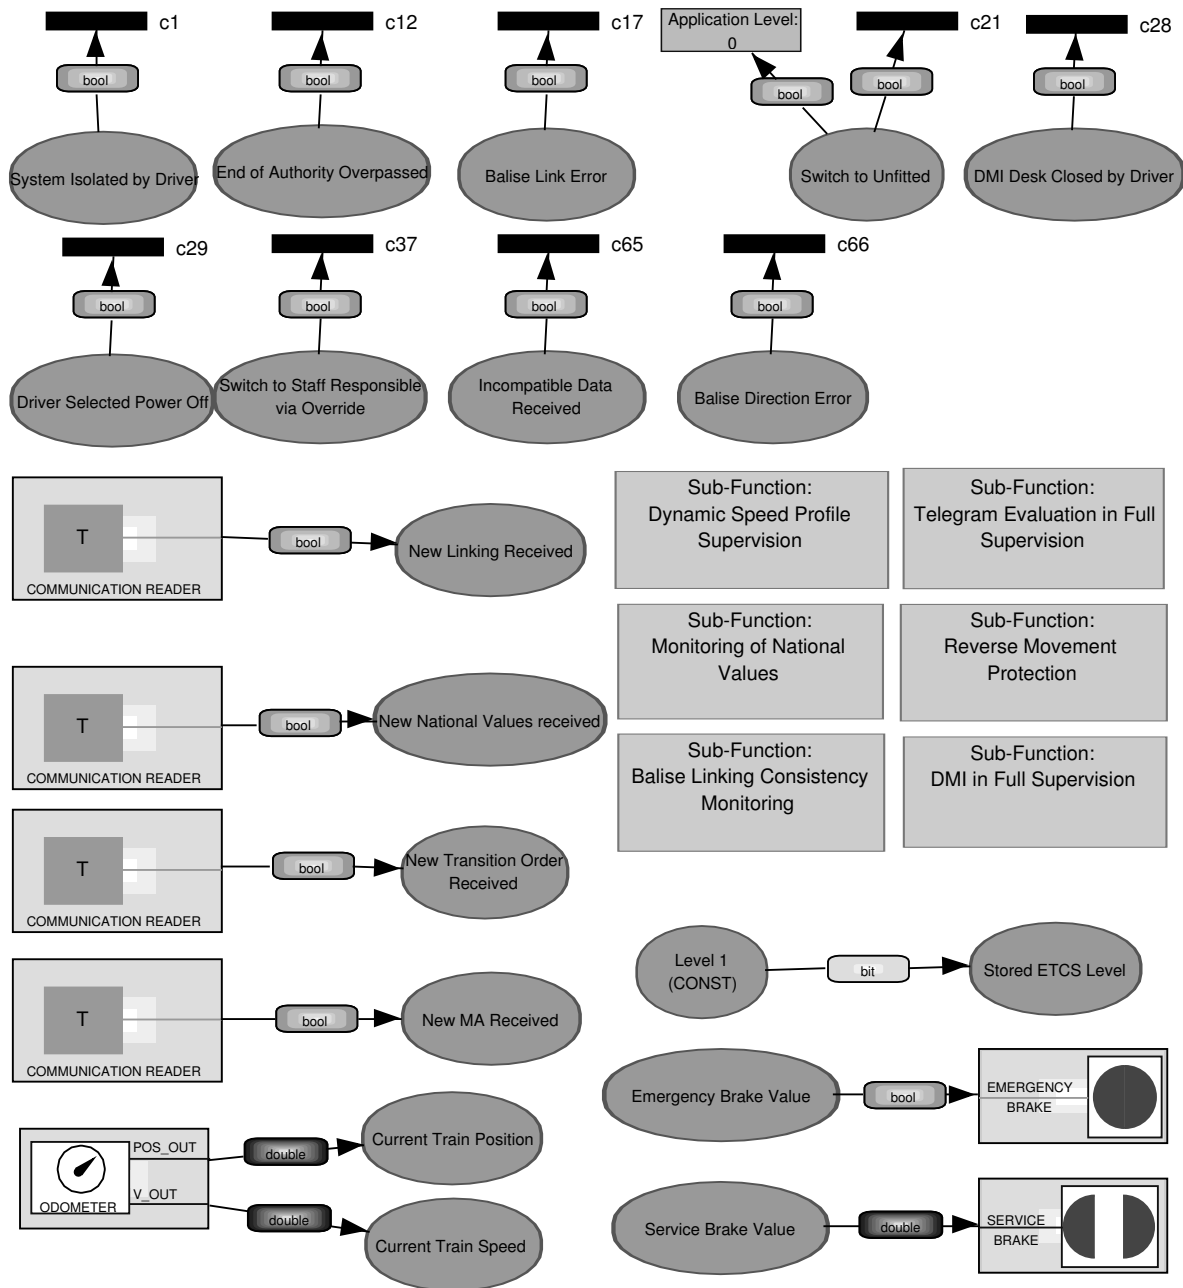 c1
c12
c17
Application Level:
0
c21
c28
bool
bool
bool
bool
bool
bool
System Isolated by Driver
End of Authority Overpassed
Balise Link Error
Switch to Unfitted
DMI Desk Closed by Driver
c29
c37
c65
c66
bool
bool
bool
bool
Driver Selected Power Off
Switch to Staff Responsible
via Override
Incompatible Data
Received
Balise Direction Error
T
COMMUNICATION READER
bool
New Linking Received
Sub-Function:
Dynamic Speed Profile
Supervision
Sub-Function:
Telegram Evaluation in Full
Supervision
T
COMMUNICATION READER
bool
New National Values received
Sub-Function:
Monitoring of National
Values
Sub-Function:
Reverse Movement
Protection
T
COMMUNICATION READER
bool
New Transition Order
Received
Sub-Function:
Balise Linking Consistency
Monitoring
Sub-Function:
DMI in Full Supervision
T
COMMUNICATION READER
bool
New MA Received
Level 1
(CONST)
bit
Stored ETCS Level
Emergency Brake Value
bool
EMERGENCY
BRAKE
POS_OUT
V_OUT
ODOMETER
double
Current Train Position
double
Current Train Speed
Service Brake Value
double
SERVICE
BRAKE